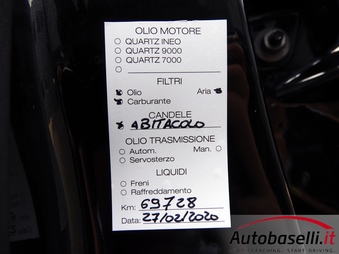 OLIO MOTORE
QUARTZ INEO
QUARTZ 9000
QUARTZ 7000
FILTRI
Olio Aria
Carburante
CANDELE
ABITACOLO
OLIO TRASMISSIONE
Autom. Man.
Servosterzo
LIQUIDI
Freni
Raffreddamento
Km: 69728
Data: 27/02/2020
Autobaselli.it